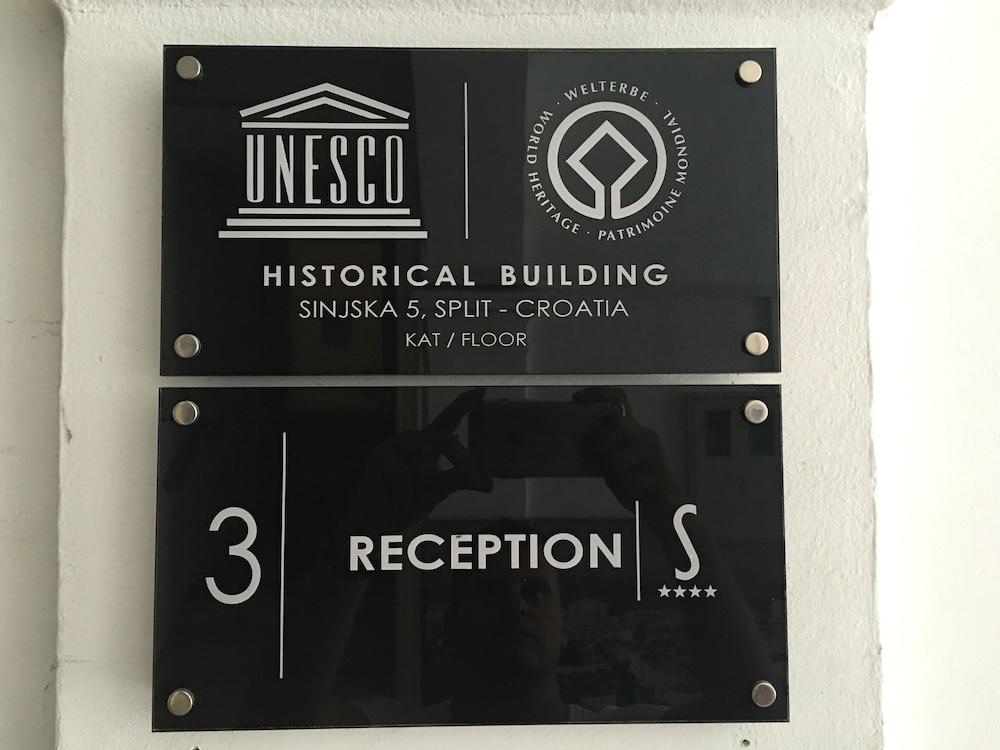 UNESCO
WELTERBE · PATRIMOINE MONDIAL · WORLD HERITAGE ·
HISTORICAL BUILDING
SINJSKA 5, SPLIT - CROATIA
KAT / FLOOR
3
RECEPTION
S
★★★★